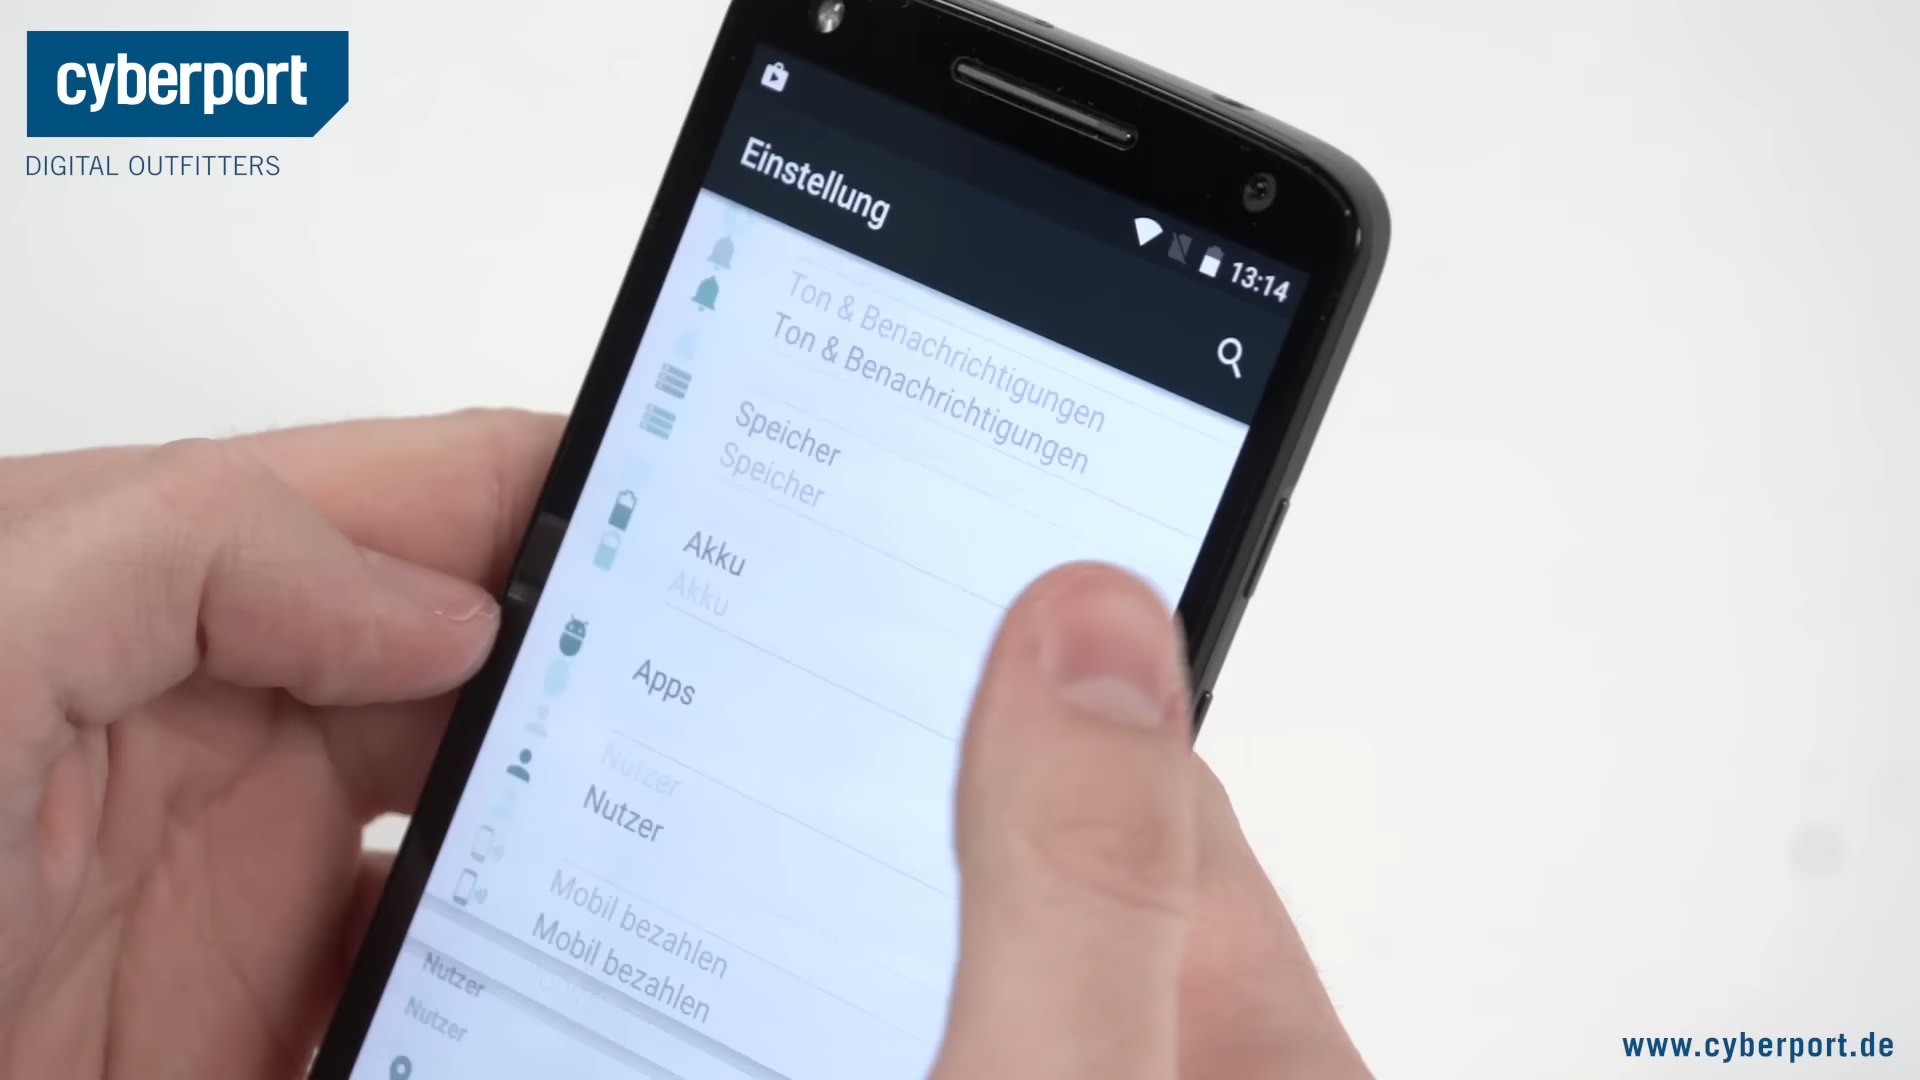 cyberport
DIGITAL OUTFITTERS
13:14
Einstellung
Ton & Benachrichtigungen
Ton & Benachrichtigungen
Speicher
Speicher
Akku
Akku
Apps
Nutzer
Nutzer
Mobil bezahlen
Mobil bezahlen
Nutzer
Nutzer
www.cyberport.de